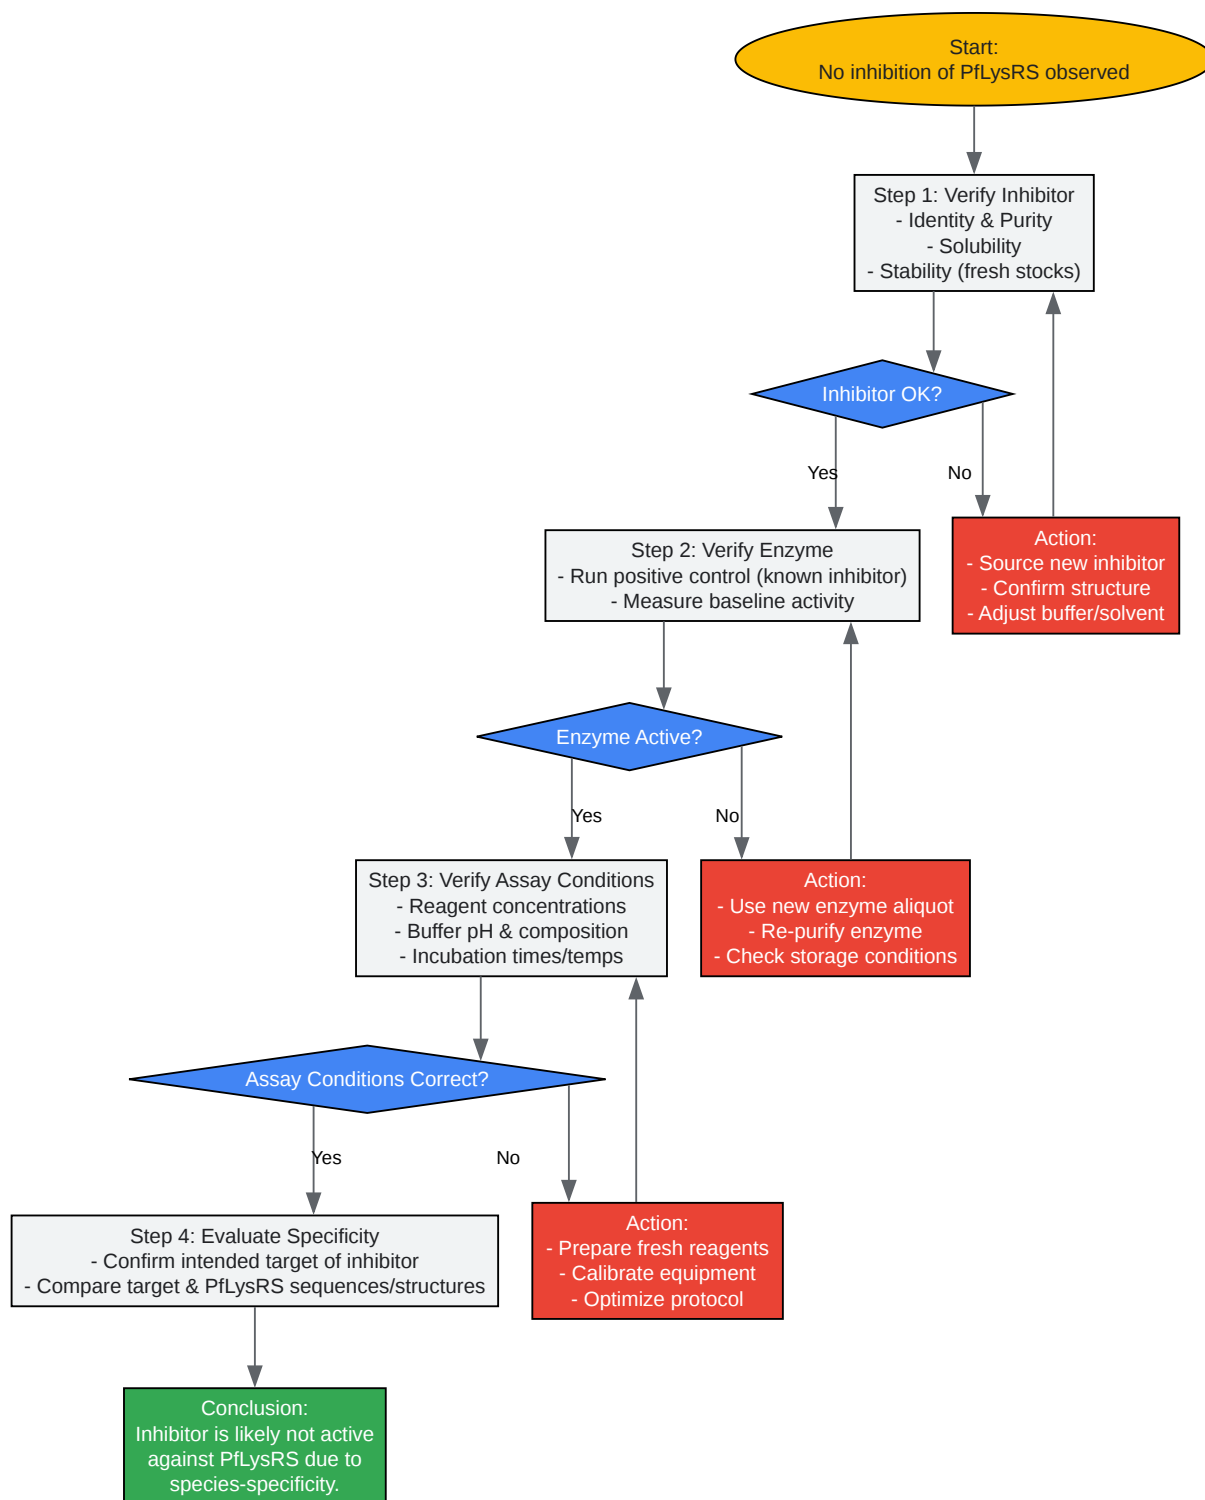 Start:
No inhibition of PfLysRS observed
Step 1: Verify Inhibitor
- Identity & Purity
- Solubility
- Stability (fresh stocks)
Inhibitor OK?
Yes
No
Step 2: Verify Enzyme
- Run positive control (known inhibitor)
- Measure baseline activity
Action:
- Source new inhibitor
- Confirm structure
- Adjust buffer/solvent
Enzyme Active?
Yes
No
Step 3: Verify Assay Conditions
- Reagent concentrations
- Buffer pH & composition
- Incubation times/temps
Action:
- Use new enzyme aliquot
- Re-purify enzyme
- Check storage conditions
Assay Conditions Correct?
Yes
No
Step 4: Evaluate Specificity
- Confirm intended target of inhibitor
- Compare target & PfLysRS sequences/structures
Action:
- Prepare fresh reagents
- Calibrate equipment
- Optimize protocol
Conclusion:
Inhibitor is likely not active
against PfLysRS due to
species-specificity.